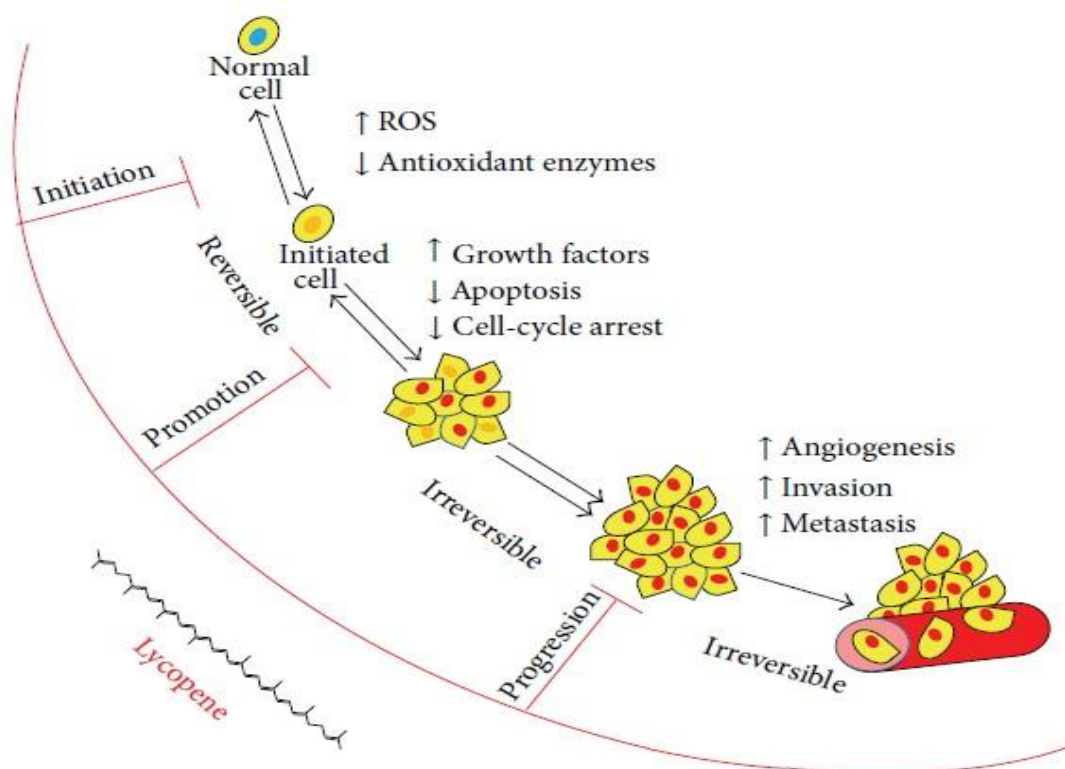 Normal
cell
↑ ROS
↓ Antioxidant enzymes
Initiation
Reversible
Initiated
cell
↑ Growth factors
↓ Apoptosis
↓ Cell-cycle arrest
Promotion
Irreversible
↑ Angiogenesis
↑ Invasion
↑ Metastasis
Progression
Irreversible
Lycopene